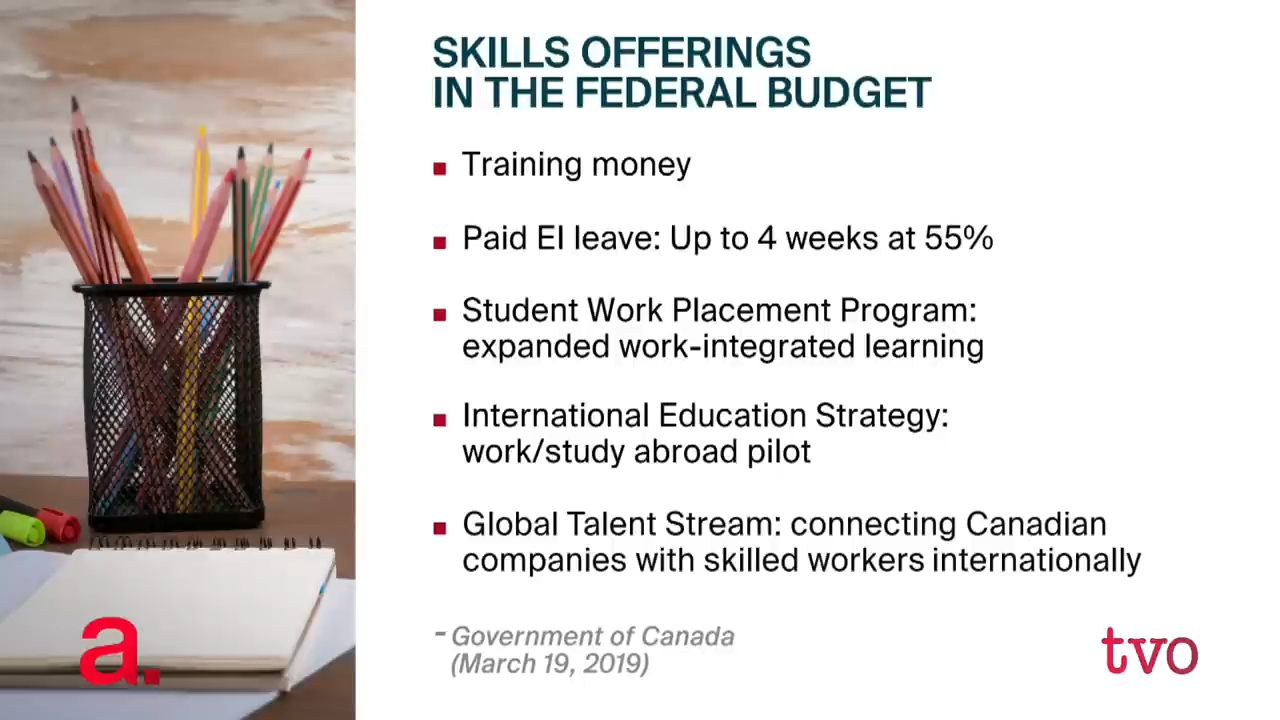 SKILLS OFFERINGS
IN THE FEDERAL BUDGET
Training money
Paid EI leave: Up to 4 weeks at 55%
Student Work Placement Program:
expanded work-integrated learning
International Education Strategy:
work/study abroad pilot
Global Talent Stream: connecting Canadian
companies with skilled workers internationally
- Government of Canada
(March 19, 2019)
a.
tvo